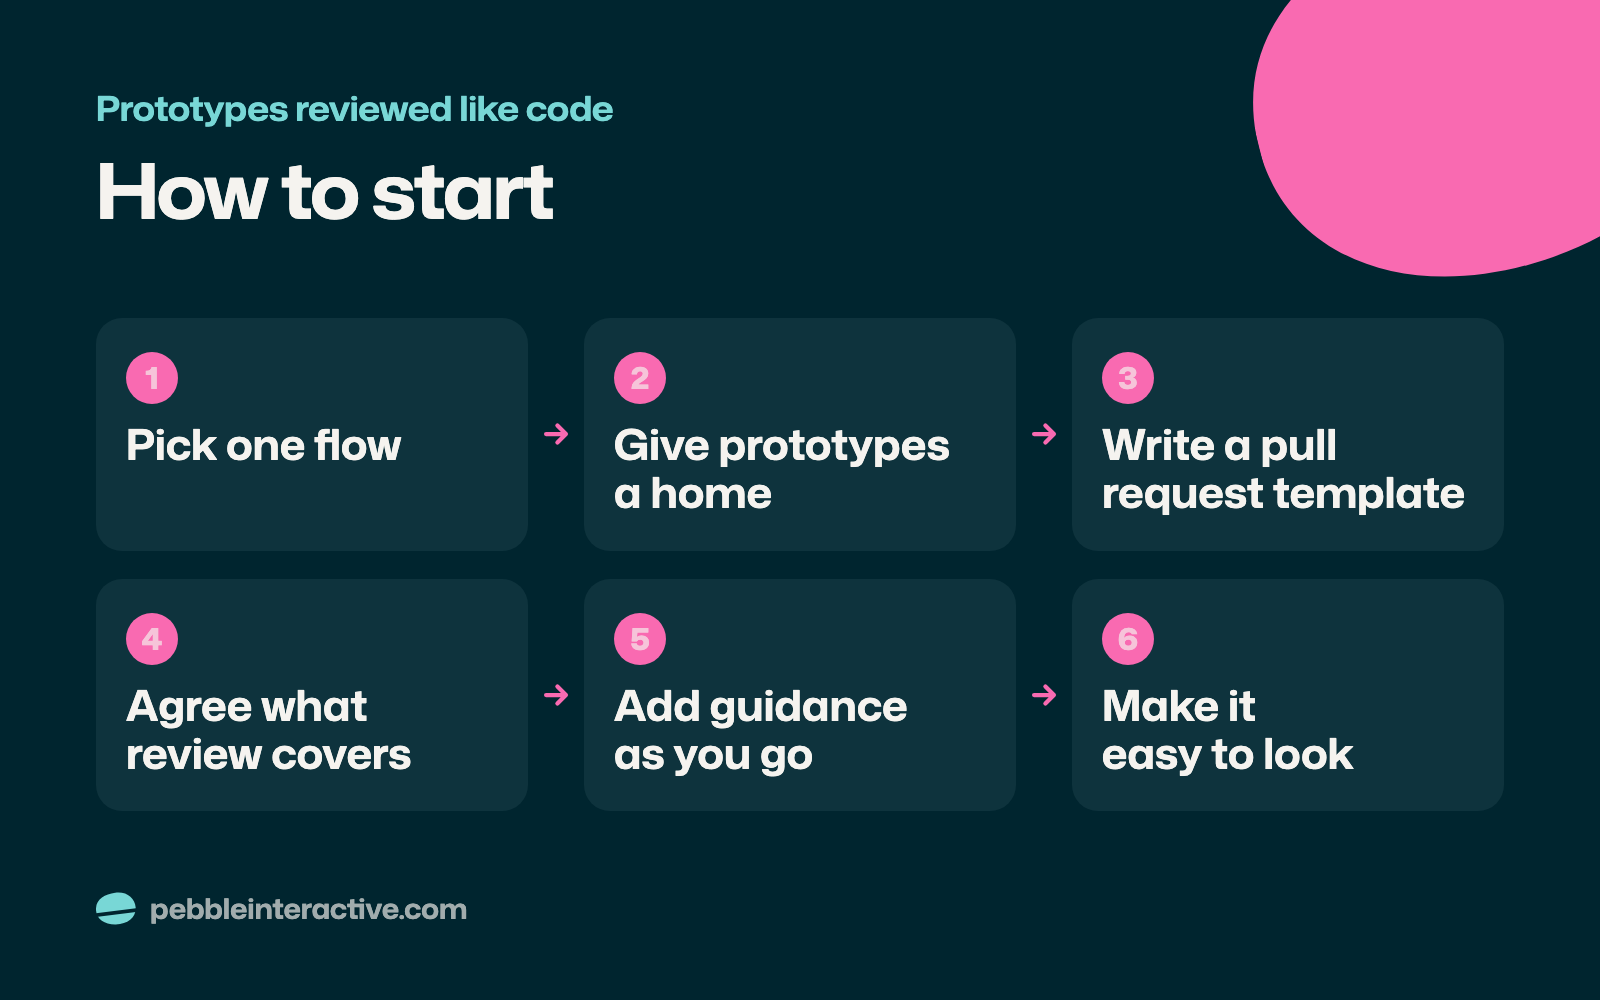 Prototypes reviewed like code
How to start
1
Pick one flow
2
Give prototypes
a home
3
Write a pull
request template
4
Agree what
review covers
5
Add guidance
as you go
6
Make it
easy to look
pebbleinteractive.com